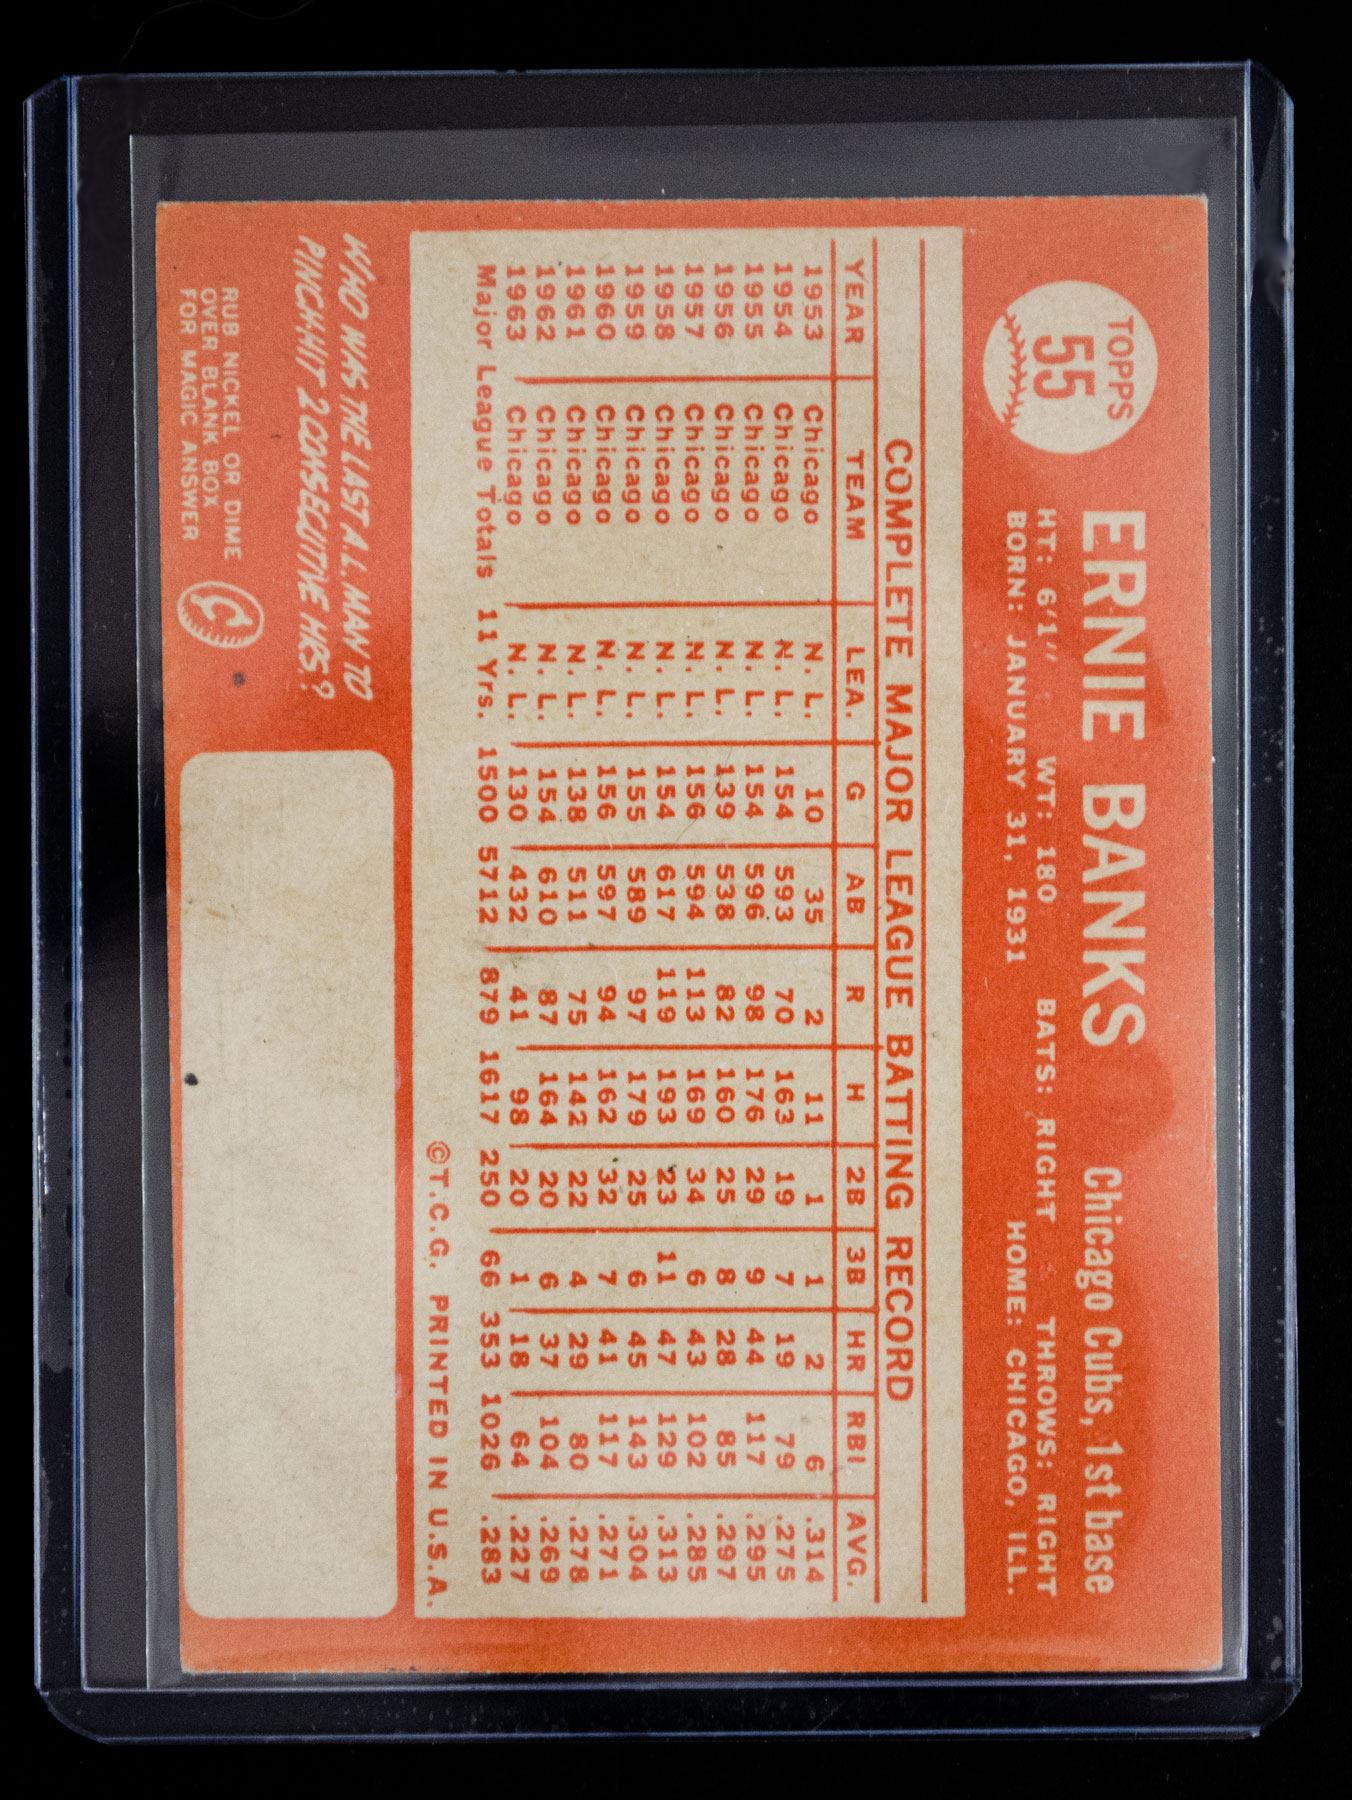 TOPPS
55
ERNIE BANKS Chicago Cubs, 1st base
HT: 6'1" WT: 180 BATS: RIGHT THROWS: RIGHT
BORN: JANUARY 31, 1931 HOME: CHICAGO, ILL.
COMPLETE MAJOR LEAGUE BATTING RECORD
YEAR TEAM LEA. G AB R H 2B 3B HR RBI AVG.
1953 Chicago N. L. 10 35 2 11 1 1 2 6 .314
1954 Chicago N. L. 154 593 70 163 19 7 19 79 .275
1955 Chicago N. L. 154 596 98 176 29 9 44 117 .295
1956 Chicago N. L. 139 538 82 160 25 8 28 85 .297
1957 Chicago N. L. 156 594 113 169 34 6 43 102 .285
1958 Chicago N. L. 154 617 119 193 23 11 47 129 .313
1959 Chicago N. L. 155 589 97 179 25 6 45 143 .304
1960 Chicago N. L. 156 597 94 162 32 7 41 117 .271
1961 Chicago N. L. 138 511 75 142 22 4 29 80 .278
1962 Chicago N. L. 154 610 87 164 20 6 37 104 .269
1963 Chicago N. L. 130 432 41 98 20 1 18 64 .227
Major League Totals 11 Yrs. 1500 5712 879 1617 250 66 353 1026 .283
©T.C.G. PRINTED IN U.S.A.
WHO WAS THE LAST A.L. MAN TO
PINCH-HIT 2 CONSECUTIVE HRS.?
RUB NICKEL OR DIME
OVER BLANK BOX
FOR MAGIC ANSWER